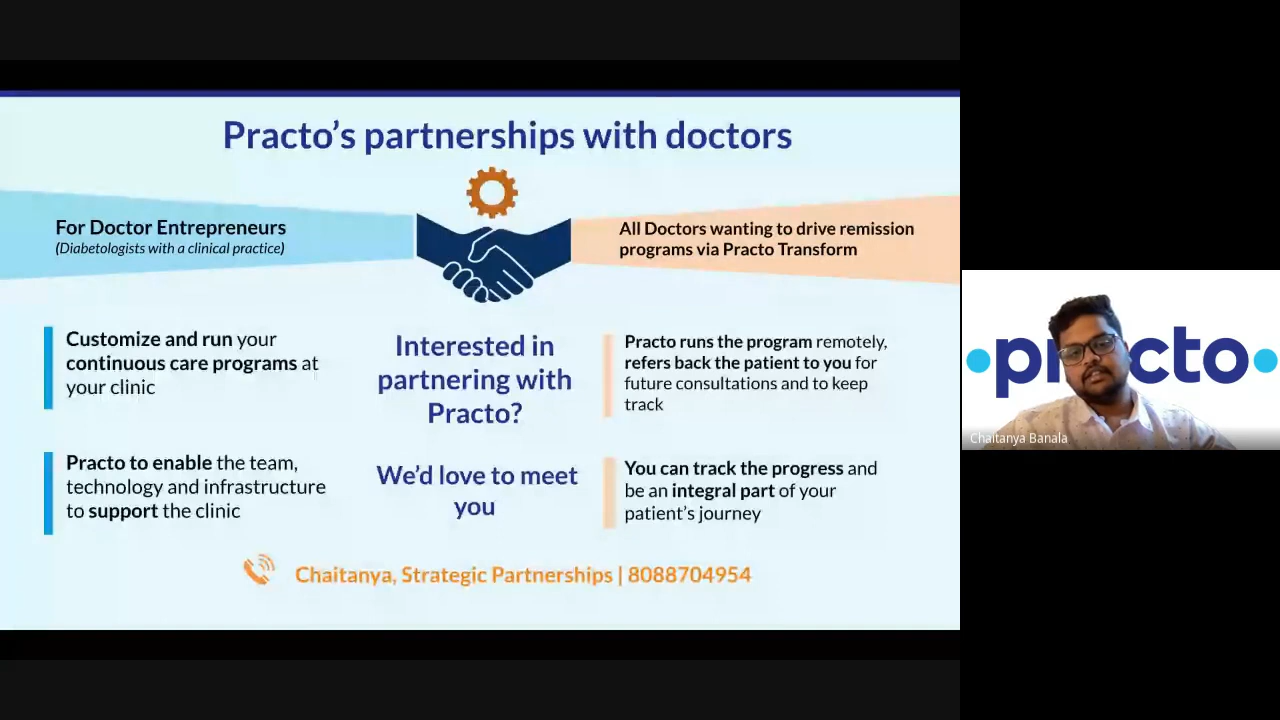 Practo's partnerships with doctors
For Doctor Entrepreneurs
(Diabetologists with a clinical practice)
All Doctors wanting to drive remission
programs via Practo Transform
Customize and run your
continuous care programs at
your clinic
Practo to enable the team,
technology and infrastructure
to support the clinic
Interested in
partnering with
Practo?
We'd love to meet
you
Practo runs the program remotely,
refers back the patient to you for
future consultations and to keep
track
You can track the progress and
be an integral part of your
patient's journey
Chaitanya, Strategic Partnerships | 8088704954
practo
Chaitanya Banala